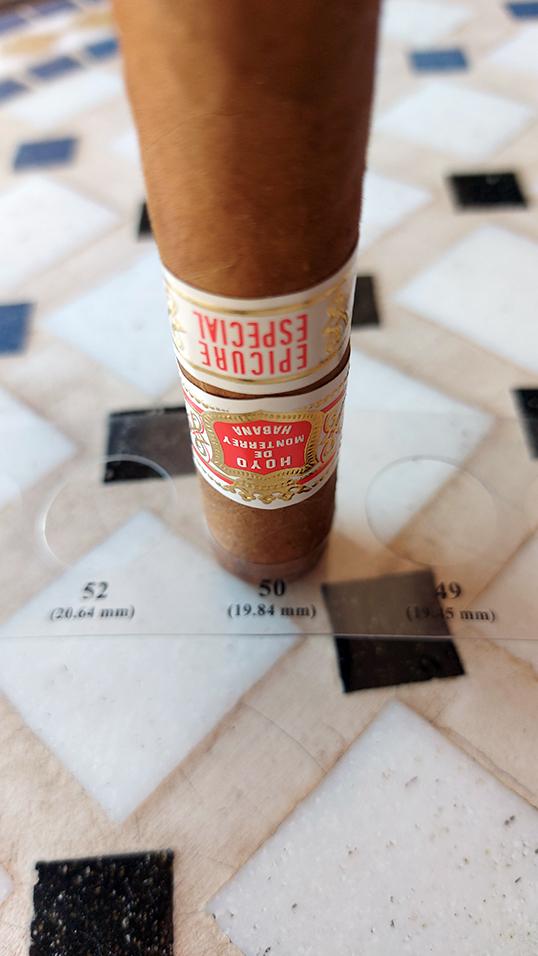 EPICURE
ESPECIAL
HOYO
DE
MONTERREY
HABANA
52
(20.64 mm)
50
(19.84 mm)
49
(19.45 mm)